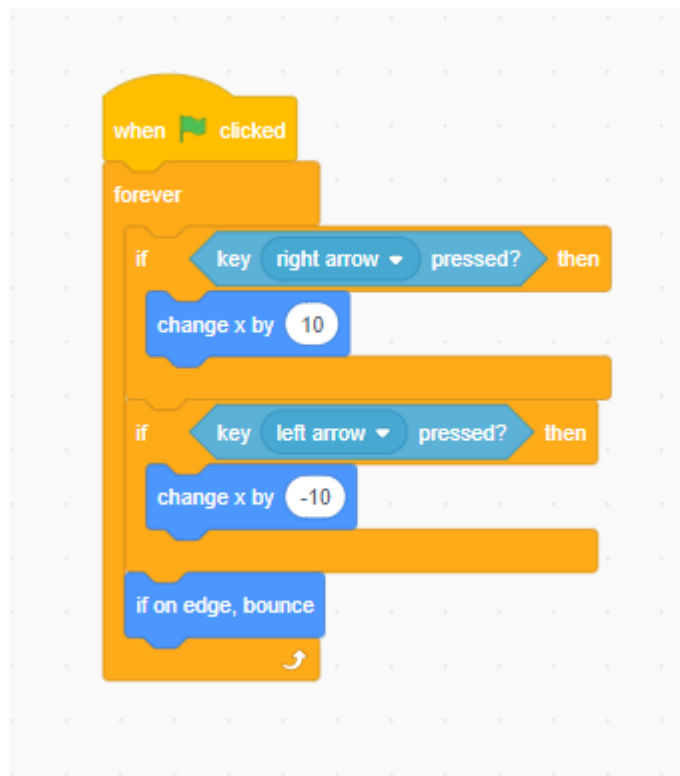 when clicked
forever
if key right arrow pressed? then
change x by 10
if key left arrow pressed? then
change x by -10
if on edge, bounce